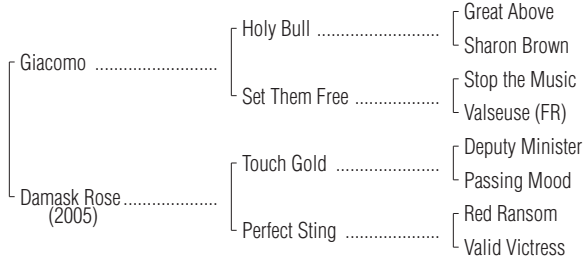 Great Above
Holy Bull ........................
Sharon Brown
Giacomo ........................
Stop the Music
Set Them Free ................
Valseuse (FR)
Deputy Minister
Touch Gold ....................
Passing Mood
Damask Rose..................
(2005)
Red Ransom
Perfect Sting ..................
Valid Victress